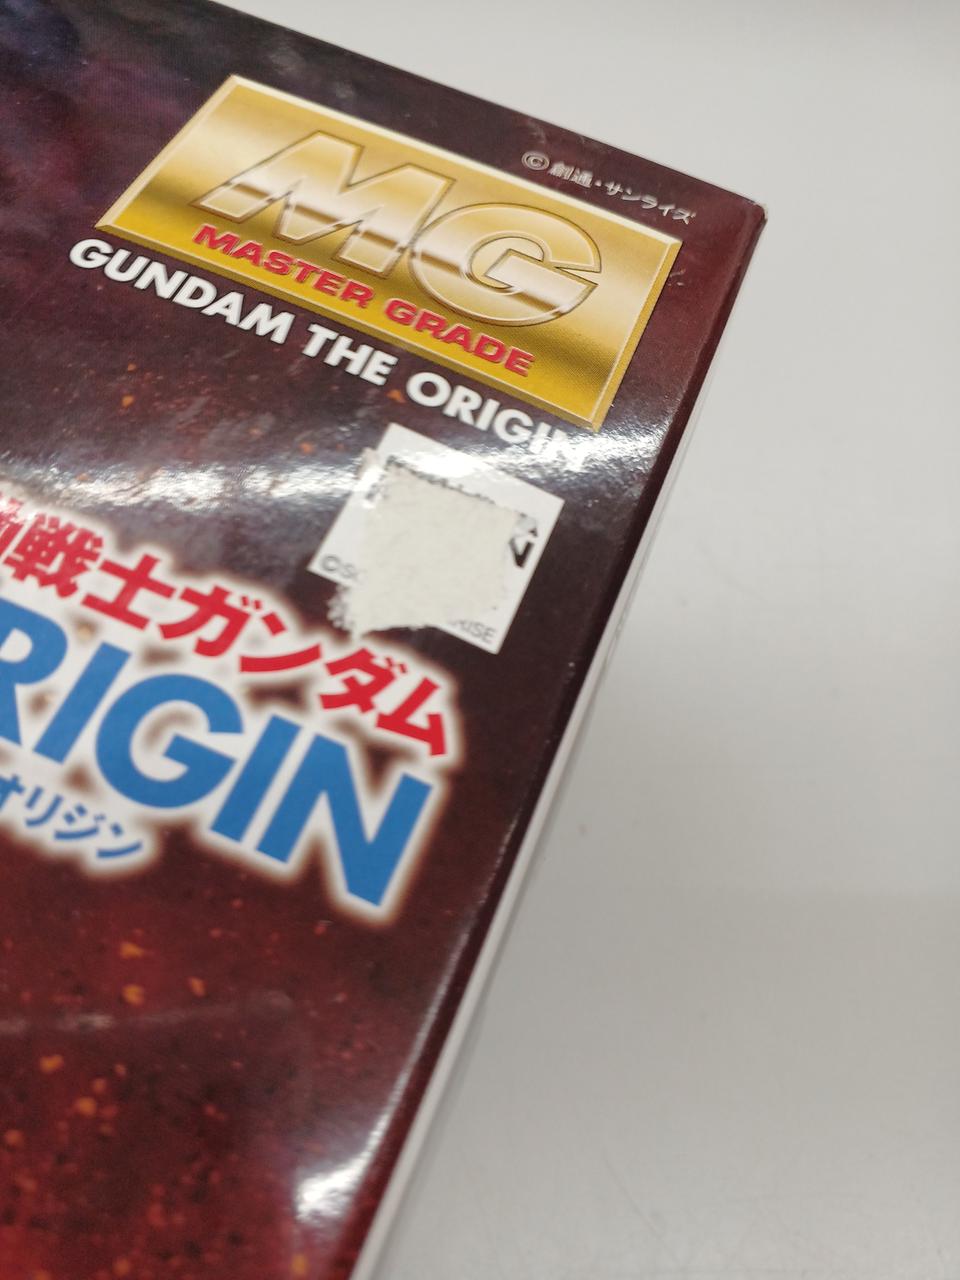 © 創通・サンライズ
MG
MASTER GRADE
GUNDAM THE ORIGIN
戦士ガンダム
RIGIN
オリジン